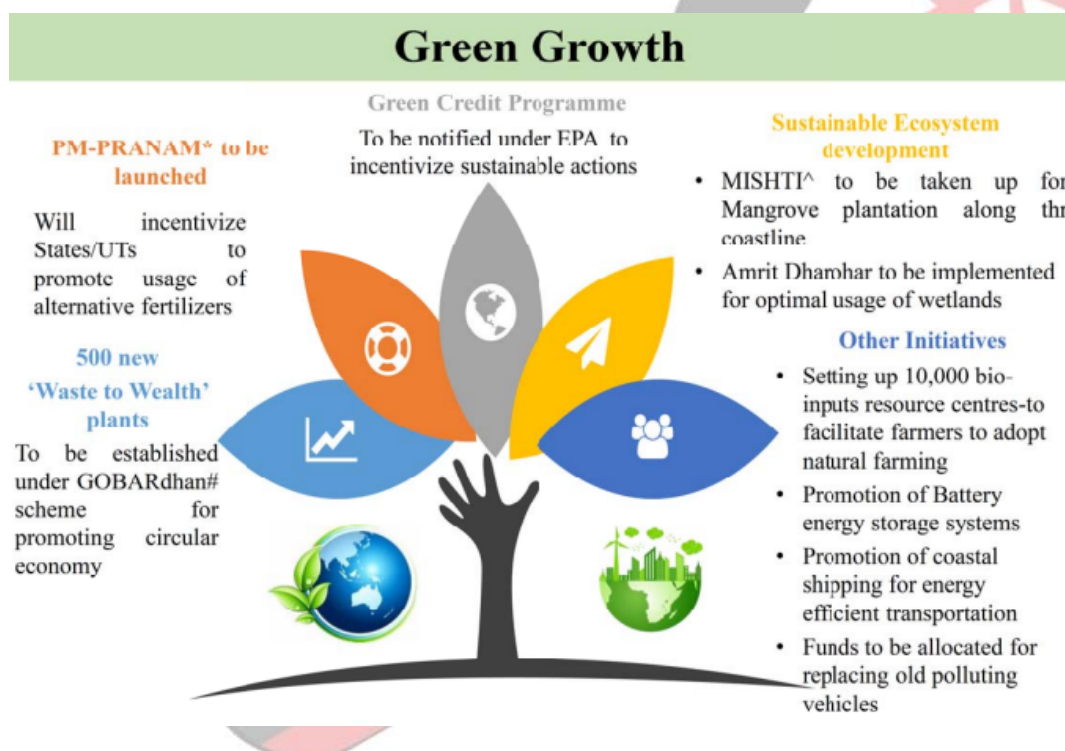 Green Growth
Green Credit Programme
To be notified under EPA to
incentivize sustainable actions
PM-PRANAM* to be
launched
Will incentivize
States/UTs to
promote usage of
alternative fertilizers
500 new
‘Waste to Wealth’
plants
To be established
under GOBARdhan#
scheme for
promoting circular
economy
Sustainable Ecosystem
development
• MISHTI^ to be taken up for
Mangrove plantation along thr
coastline
• Amrit Dharohar to be implemented
for optimal usage of wetlands
Other Initiatives
• Setting up 10,000 bio-
inputs resource centres-to
facilitate farmers to adopt
natural farming
• Promotion of Battery
energy storage systems
• Promotion of coastal
shipping for energy
efficient transportation
• Funds to be allocated for
replacing old polluting
vehicles